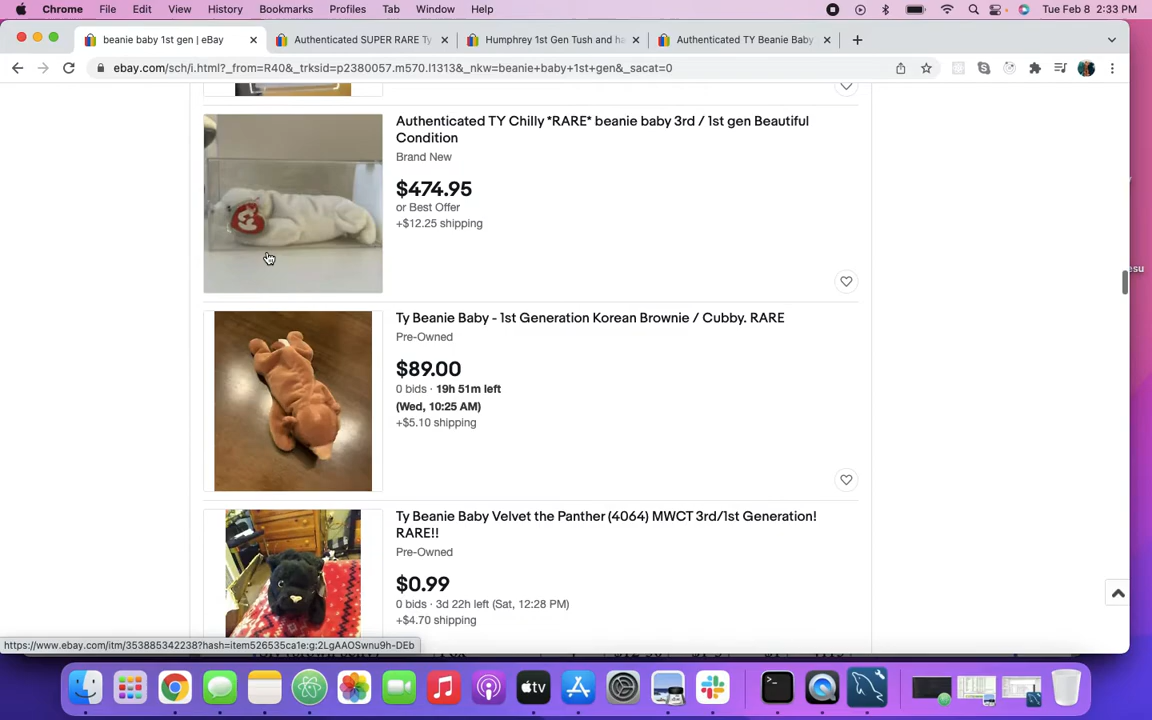 Chrome File Edit View History Bookmarks Profiles Tab Window Help Tue Feb 8 2:33 PM
beanie baby 1st gen | eBay Authenticated SUPER RARE Ty Humphrey 1st Gen Tush and ha Authenticated TY Beanie Baby
ebay.com/sch/i.html?_from=R40&_trksid=p2380057.m570.l1313&_nkw=beanie+baby+1st+gen&_sacat=0
Authenticated TY Chilly *RARE* beanie baby 3rd / 1st gen Beautiful
Condition
Brand New
$474.95
or Best Offer
+$12.25 shipping
Ty Beanie Baby - 1st Generation Korean Brownie / Cubby. RARE
Pre-Owned
$89.00
0 bids · 19h 51m left
(Wed, 10:25 AM)
+$5.10 shipping
Ty Beanie Baby Velvet the Panther (4064) MWCT 3rd/1st Generation!
RARE!!
Pre-Owned
$0.99
0 bids · 3d 22h left (Sat, 12:28 PM)
+$4.70 shipping
https://www.ebay.com/itm/353885342238?hash=item526535ca1e:g:2LgAAOSwnu9h-DEb
tv